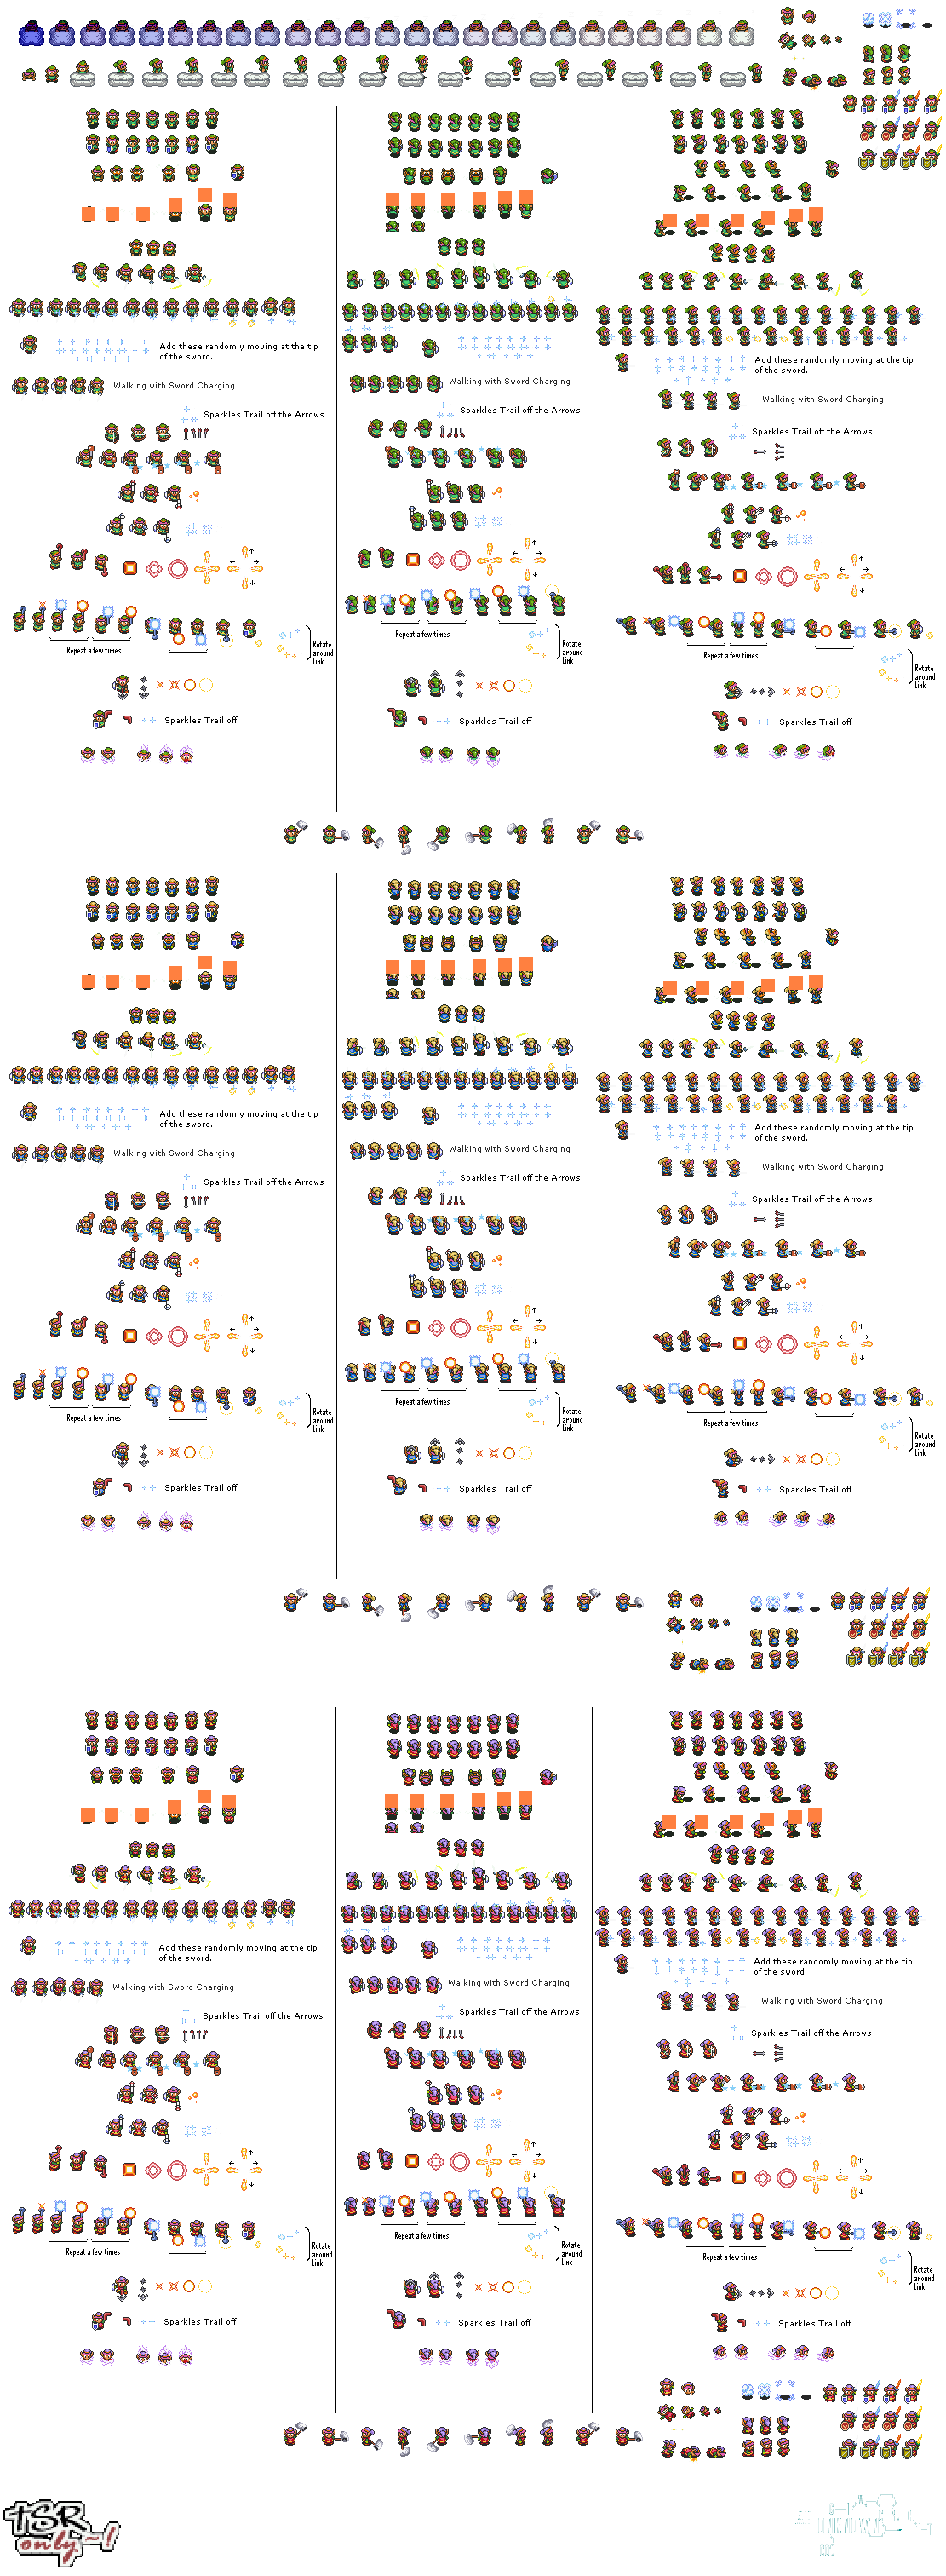 Add these randomly moving at the tip
of the sword.
Add these randomly moving at the tip
of the sword.
Walking with Sword Charging
Walking with Sword Charging
Walking with Sword Charging
Sparkles Trail off the Arrows
Sparkles Trail off the Arrows
Sparkles Trail off the Arrows
Repeat a few times
Rotate
around
Link
Repeat a few times
Repeat a few times
Rotate
around
Link
Sparkles Trail off
Sparkles Trail off
Sparkles Trail off
Add these randomly moving at the tip
of the sword.
Add these randomly moving at the tip
of the sword.
Walking with Sword Charging
Walking with Sword Charging
Walking with Sword Charging
Sparkles Trail off the Arrows
Sparkles Trail off the Arrows
Sparkles Trail off the Arrows
Repeat a few times
Rotate
around
Link
Repeat a few times
Repeat a few times
Rotate
around
Link
Sparkles Trail off
Sparkles Trail off
Sparkles Trail off
Add these randomly moving at the tip
of the sword.
Add these randomly moving at the tip
of the sword.
Walking with Sword Charging
Walking with Sword Charging
Walking with Sword Charging
Sparkles Trail off the Arrows
Sparkles Trail off the Arrows
Sparkles Trail off the Arrows
Repeat a few times
Rotate
around
Link
Repeat a few times
Repeat a few times
Rotate
around
Link
Sparkles Trail off
Sparkles Trail off
Sparkles Trail off
tSR
only~!